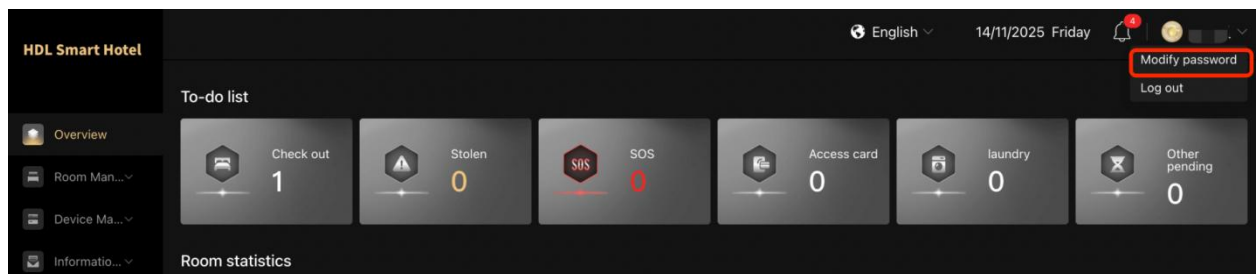 HDL Smart Hotel
English
14/11/2025 Friday
4
Modify password
Log out
To-do list
Overview
Room Man...
Device Ma...
Informatio...
Check out
1
Stolen
0
SOS
SOS
0
Access card
0
laundry
0
Other
pending
0
Room statistics